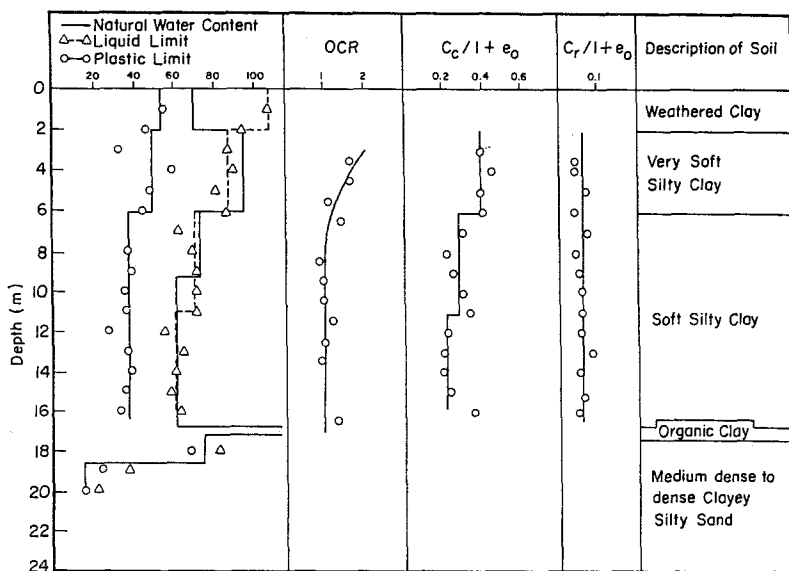 Natural Water Content
Liquid Limit
Plastic Limit
20 40 60 80 100
OCR
1 2
Cc/1 + eo
0.2 0.4 0.6
Cr/1+eo
0.1
Description of Soil
Depth (m)
0
2
4
6
8
10
12
14
16
18
20
22
24
Weathered Clay
Very Soft
Silty Clay
Soft Silty Clay
Organic Clay
Medium dense to
dense Clayey
Silty Sand